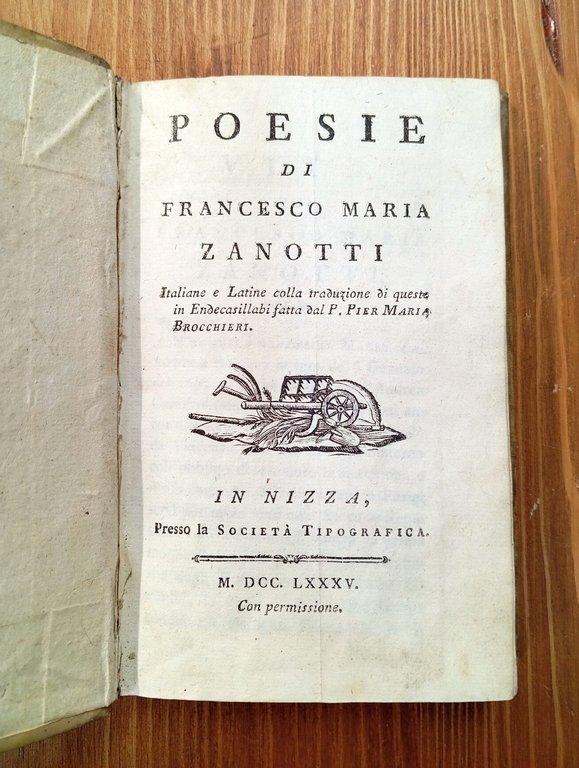 POESIE
DI
FRANCESCO MARIA
ZANOTTI
Italiane e Latine colla traduzione di queste
in Endecasillabi fatta dal P. PIER MARIA
BROCCHIERI.
IN NIZZA,
Presso la SOCIETÀ TIPOGRAFICA.
M. DCC. LXXXV.
Con permissione.